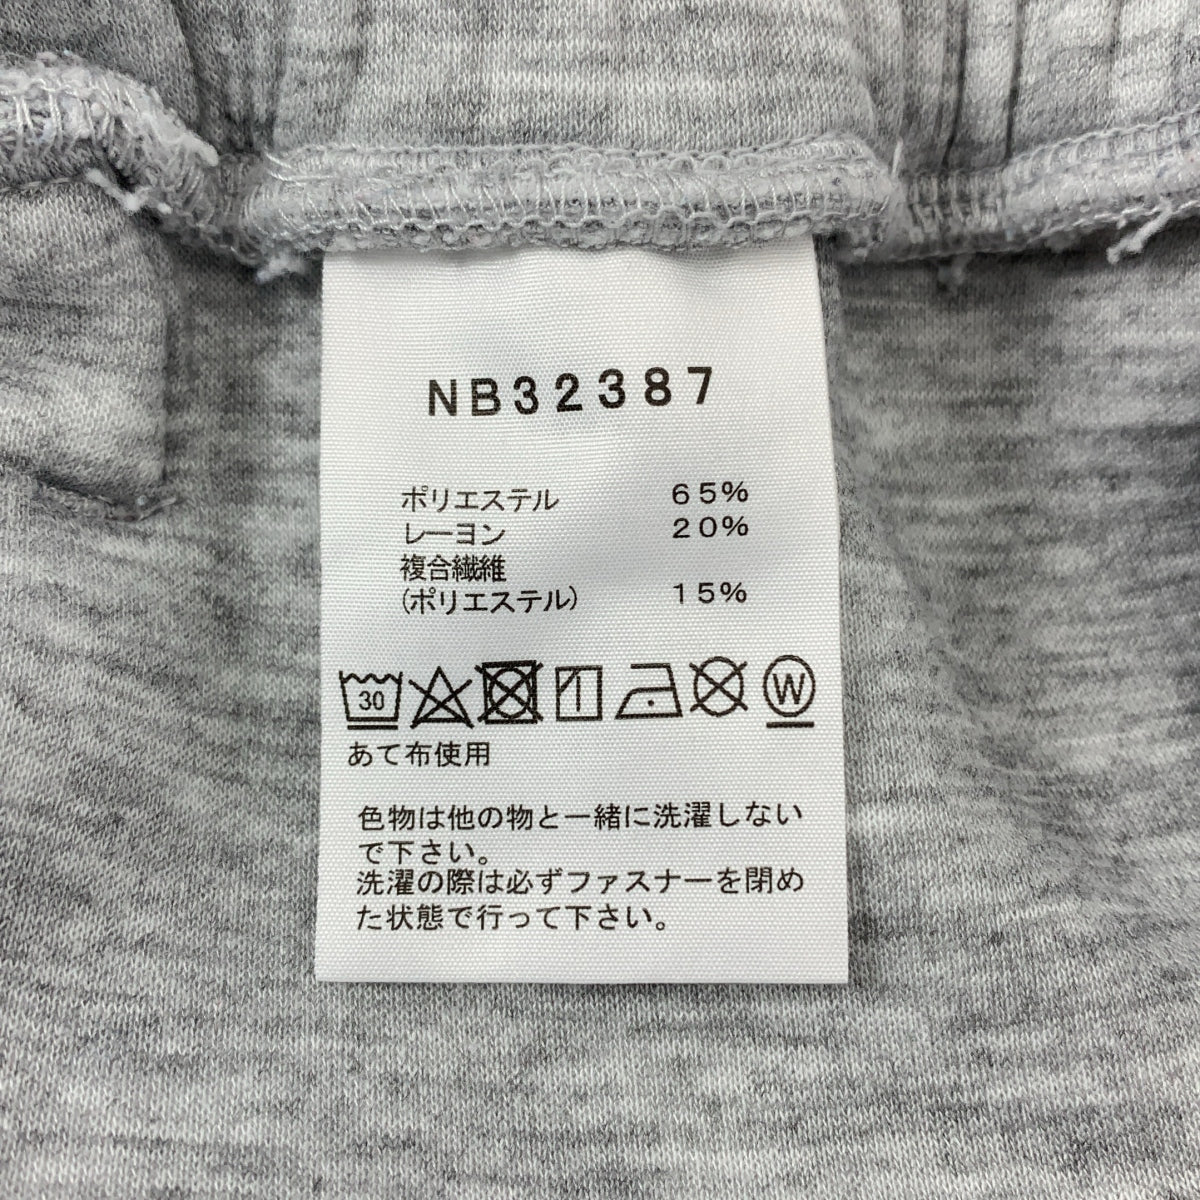 NB32387
ポリエステル 65%
レーヨン 20%
複合繊維
(ポリエステル) 15%
30 W
あて布使用
色物は他の物と一緒に洗濯しない
で下さい。
洗濯の際は必ずファスナーを閉め
た状態で行って下さい。